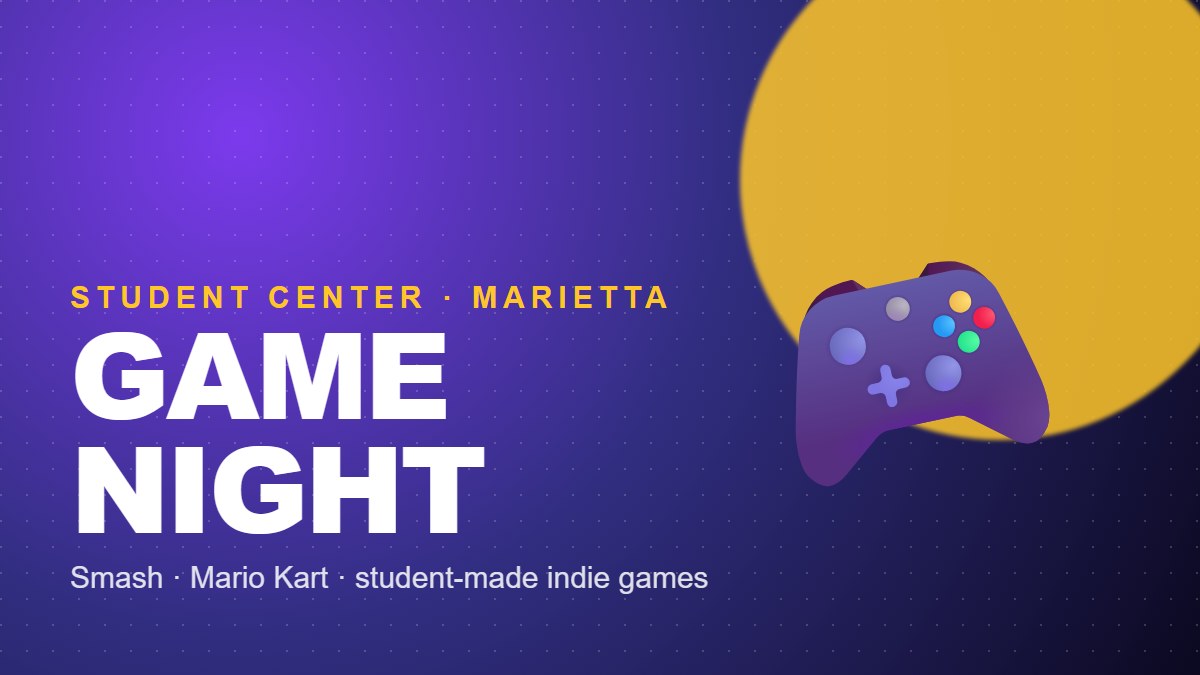 STUDENT CENTER · MARIETTA
GAME
NIGHT
Smash · Mario Kart · student-made indie games